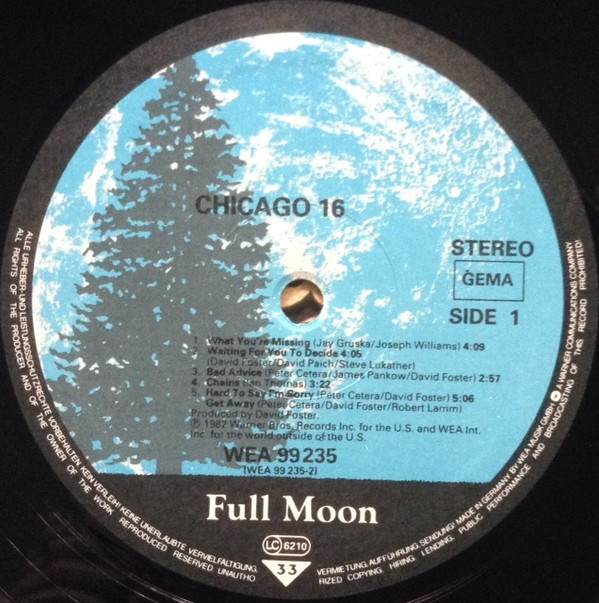 CHICAGO 16
STEREO
GEMA
SIDE 1
1. What You're Missing (Jay Gruska/Joseph Williams) 4:09
2. Waiting For You To Decide 4:05
(David Foster/David Paich/Steve Lukather)
3. Bad Advice (Peter Cetera/James Pankow/David Foster) 2:57
4. Chains (Ian Thomas) 3:22
5. Hard To Say I'm Sorry (Peter Cetera/David Foster) 5:06
Get Away (Peter Cetera/David Foster/Robert Lamm)
Produced by David Foster.
℗ 1982 Warner Bros. Records Inc. for the U.S. and WEA Int.
Inc. for the world outside of the U.S.
WEA 99 235
(WEA 99 235-2)
Full Moon
LC 6210
33
ALLE URHEBER- UND LEISTUNGSSCHUTZRECHTE VORBEHALTEN. KEIN VERLEIH! KEINE UNERLAUBTE VERVIELFÄLTIGUNG, VERMIETUNG, AUFFÜHRUNG, SENDUNG! MADE IN GERMANY BY WEA MUSIK GMBH. A WARNER COMMUNICATIONS COMPANY
ALL RIGHTS OF THE PRODUCER AND OF THE OWNER OF THE WORK REPRODUCED RESERVED. UNAUTHORIZED COPYING, HIRING, LENDING, PUBLIC PERFORMANCE AND BROADCASTING OF THIS RECORD PROHIBITED!